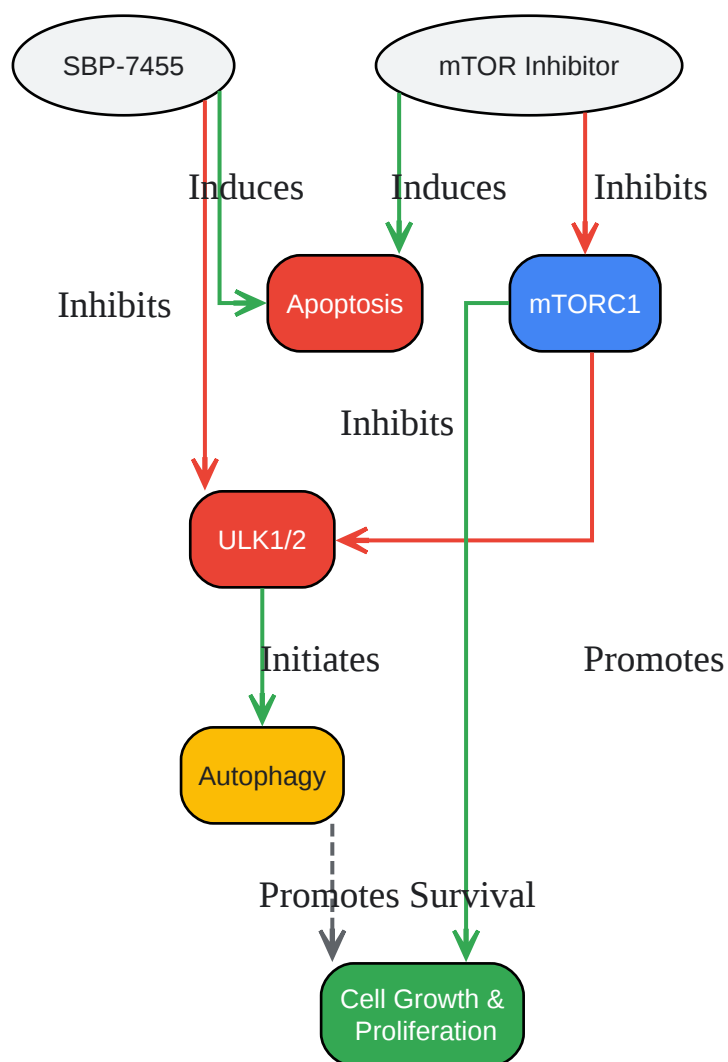 SBP-7455
mTOR Inhibitor
Induces
Induces
Inhibits
Inhibits
Apoptosis
mTORC1
Inhibits
ULK1/2
Initiates
Promotes
Autophagy
Promotes Survival
Cell Growth &
Proliferation